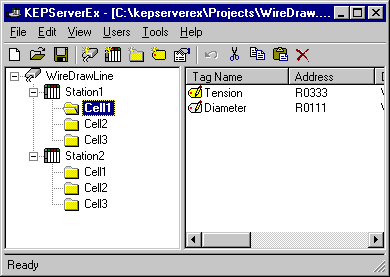 KEPServerEx - [C:\kepserverex\Projects\WireDraw....
File Edit View Users Tools Help
WireDrawLine
Station1
Cell1
Cell2
Cell3
Station2
Cell1
Cell2
Cell3
Tag Name Address
Tension R0333
Diameter R0111
Ready